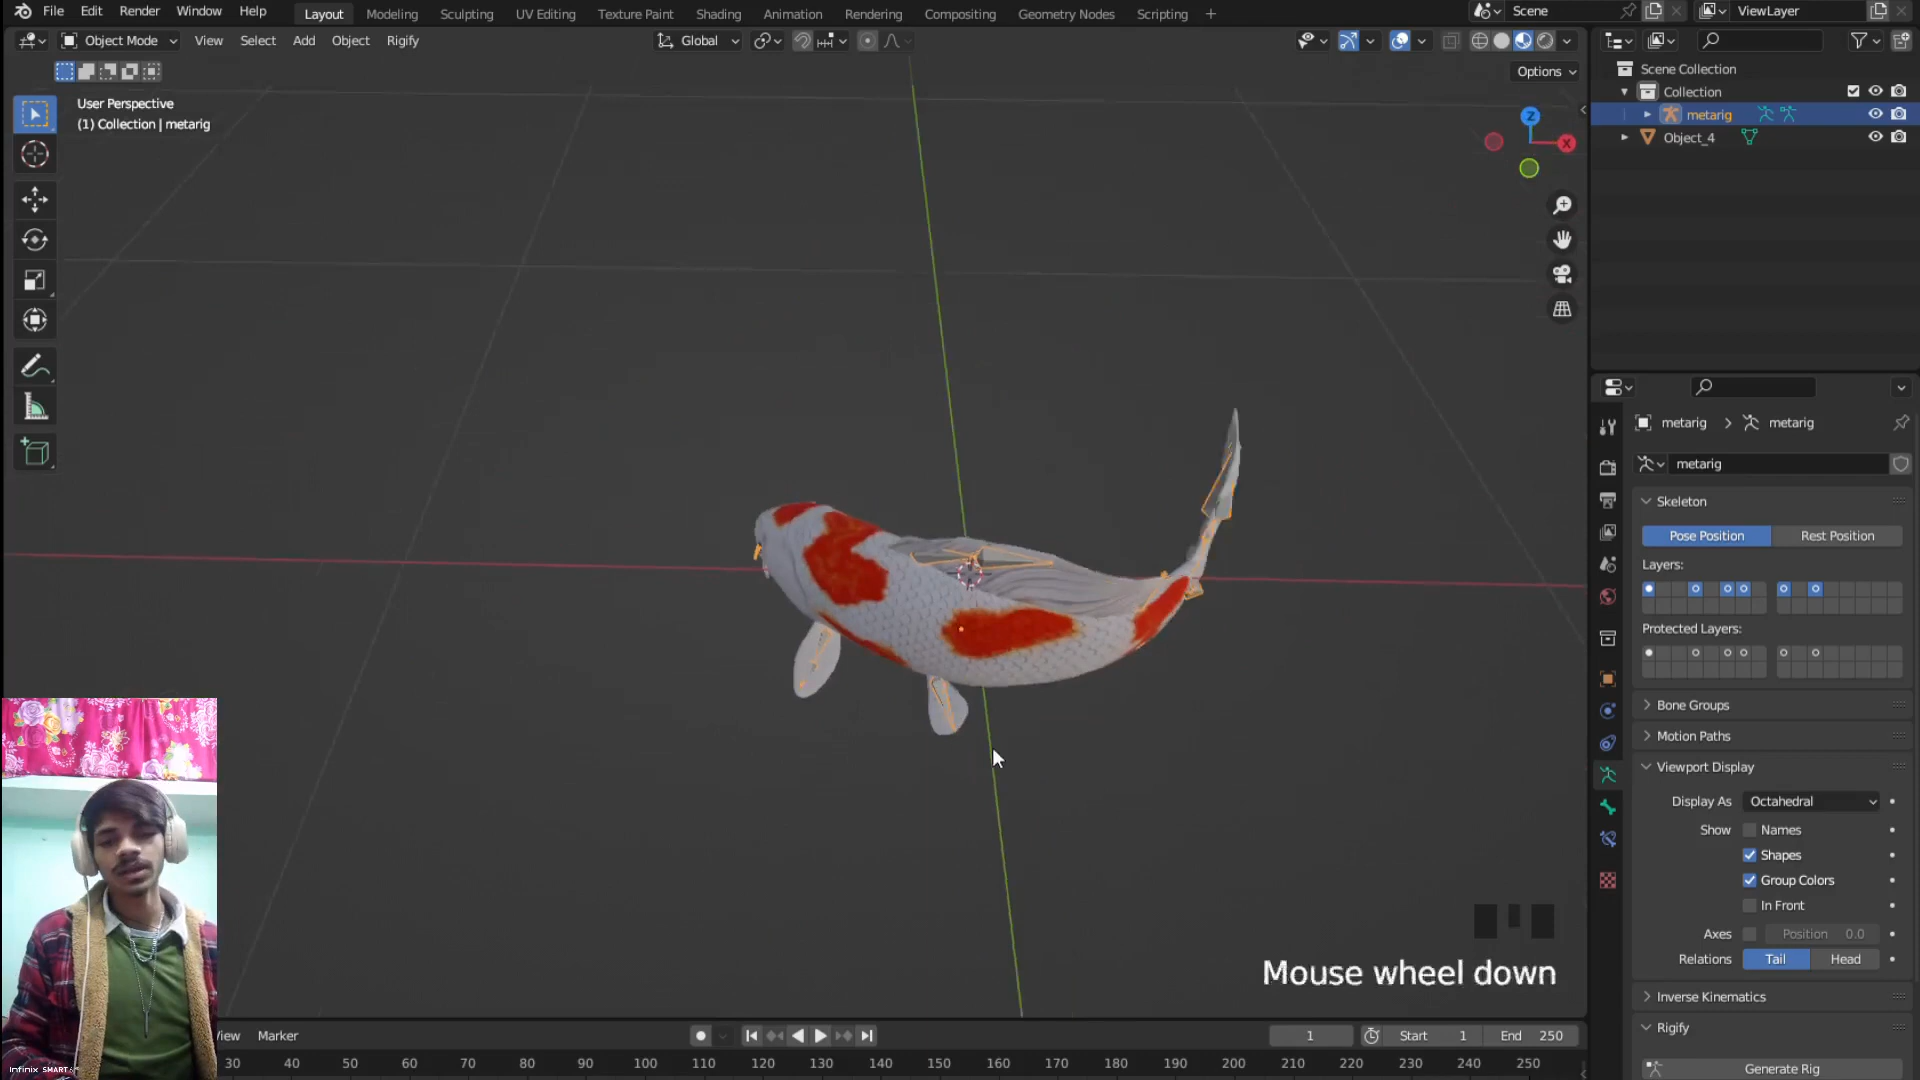 File Edit Render Window Help
Layout Modeling Sculpting UV Editing Texture Paint Shading Animation Rendering Compositing Geometry Nodes Scripting +
Scene
ViewLayer
Object Mode View Select Add Object Rigify
Global
Options
User Perspective
(1) Collection | metarig
Z
X
Scene Collection
Collection
metarig
Object_4
metarig > metarig
metarig
Skeleton
Pose Position Rest Position
Layers:
Protected Layers:
Bone Groups
Motion Paths
Viewport Display
Display As Octahedral
Show Names
Shapes
Group Colors
In Front
Axes Position 0.0
Relations Tail Head
Inverse Kinematics
Rigify
Generate Rig
Mouse wheel down
View Marker
1 Start 1 End 250
30 40 50 60 70 80 90 100 110 120 130 140 150 160 170 180 190 200 210 220 230 240 250
Infinix SMART